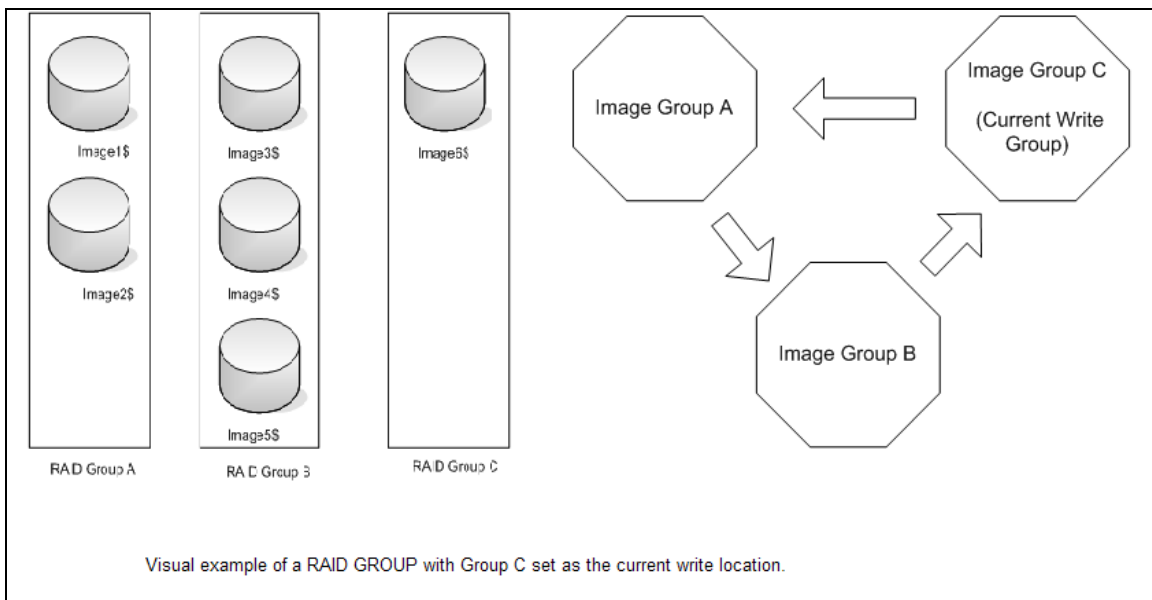 Image1$
Image2$
RAID Group A
Image3$
Image4$
Image5$
RAID Group B
Image6$
RAID Group C
Image Group A
Image Group C
(Current Write
Group)
Image Group B
Visual example of a RAID GROUP with Group C set as the current write location.